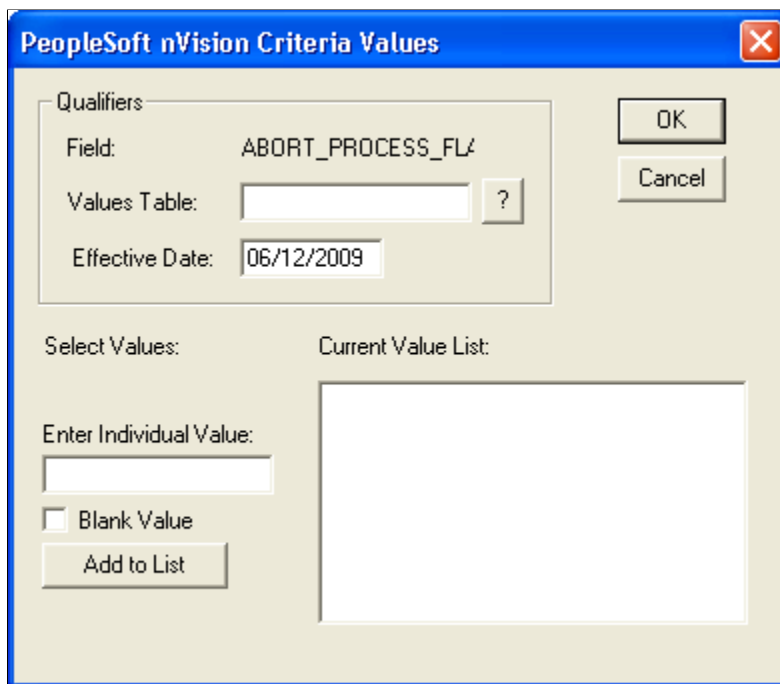 PeopleSoft nVision Criteria Values
Qualifiers
Field: ABORT_PROCESS_FLA
OK
Values Table: ?
Cancel
Effective Date: 06/12/2009
Select Values: Current Value List:
Enter Individual Value:
Blank Value
Add to List